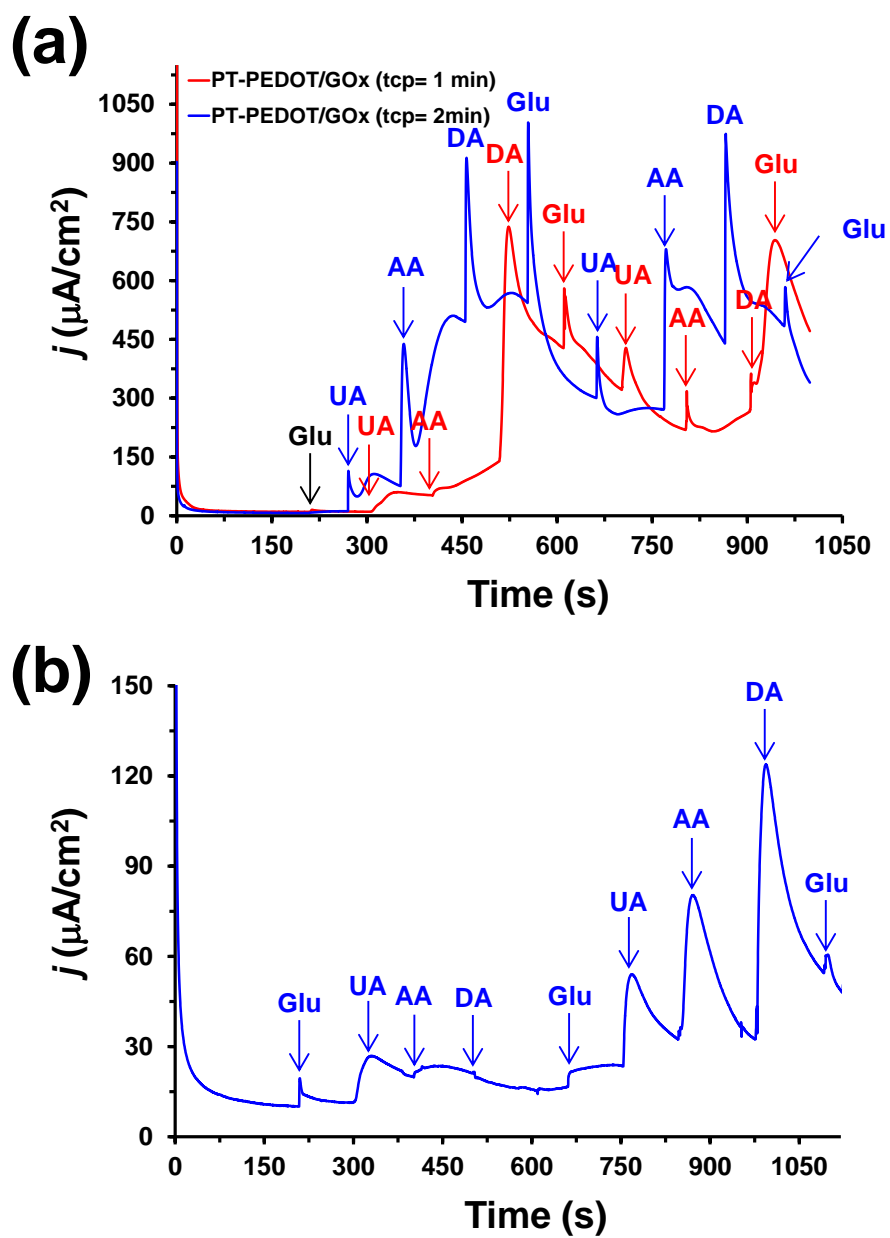 (a)
PT-PEDOT/GOx (tcp= 1 min)
PT-PEDOT/GOx (tcp= 2min)
j (µA/cm²)
1050
900
750
600
450
300
150
0
Glu
UA
UA
AA
AA
DA
DA
Glu
Glu
UA
UA
AA
AA
DA
DA
Glu
Glu
0 150 300 450 600 750 900 1050
Time (s)
(b)
j (µA/cm²)
150
120
90
60
30
0
Glu
UA
AA
DA
Glu
UA
AA
DA
Glu
0 150 300 450 600 750 900 1050
Time (s)